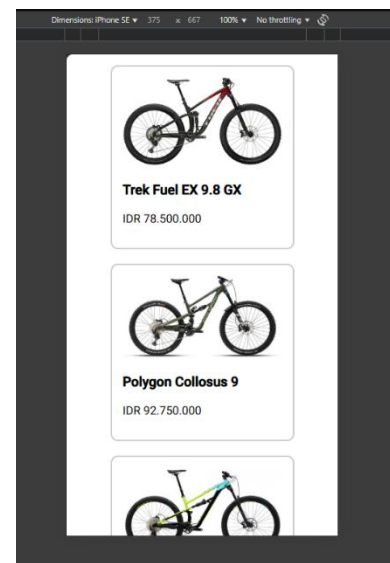 Dimensions: iPhone SE ▼ 375 x 667 100% ▼ No throttling ▼
Trek Fuel EX 9.8 GX
IDR 78.500.000
Polygon Collosus 9
IDR 92.750.000